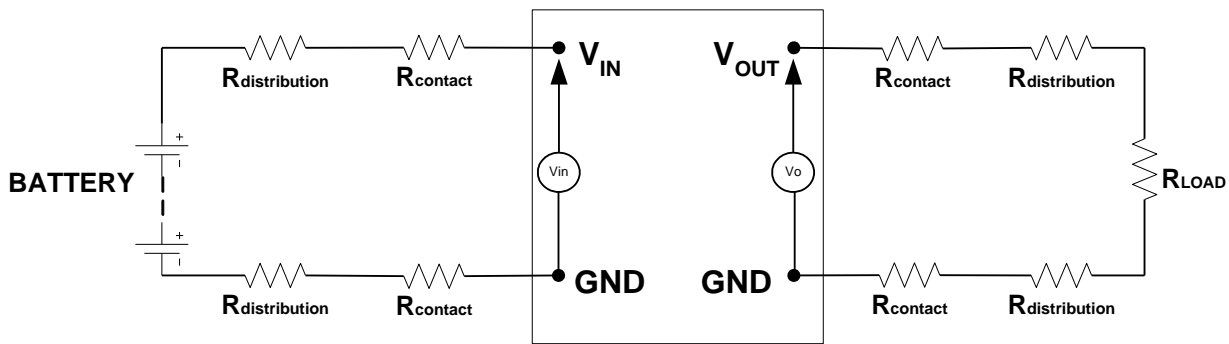 Rdistribution
Rcontact
VIN
VOUT
Rcontact
Rdistribution
+
-
BATTERY
Vin
Vo
RLOAD
+
-
Rdistribution
Rcontact
GND
GND
Rcontact
Rdistribution